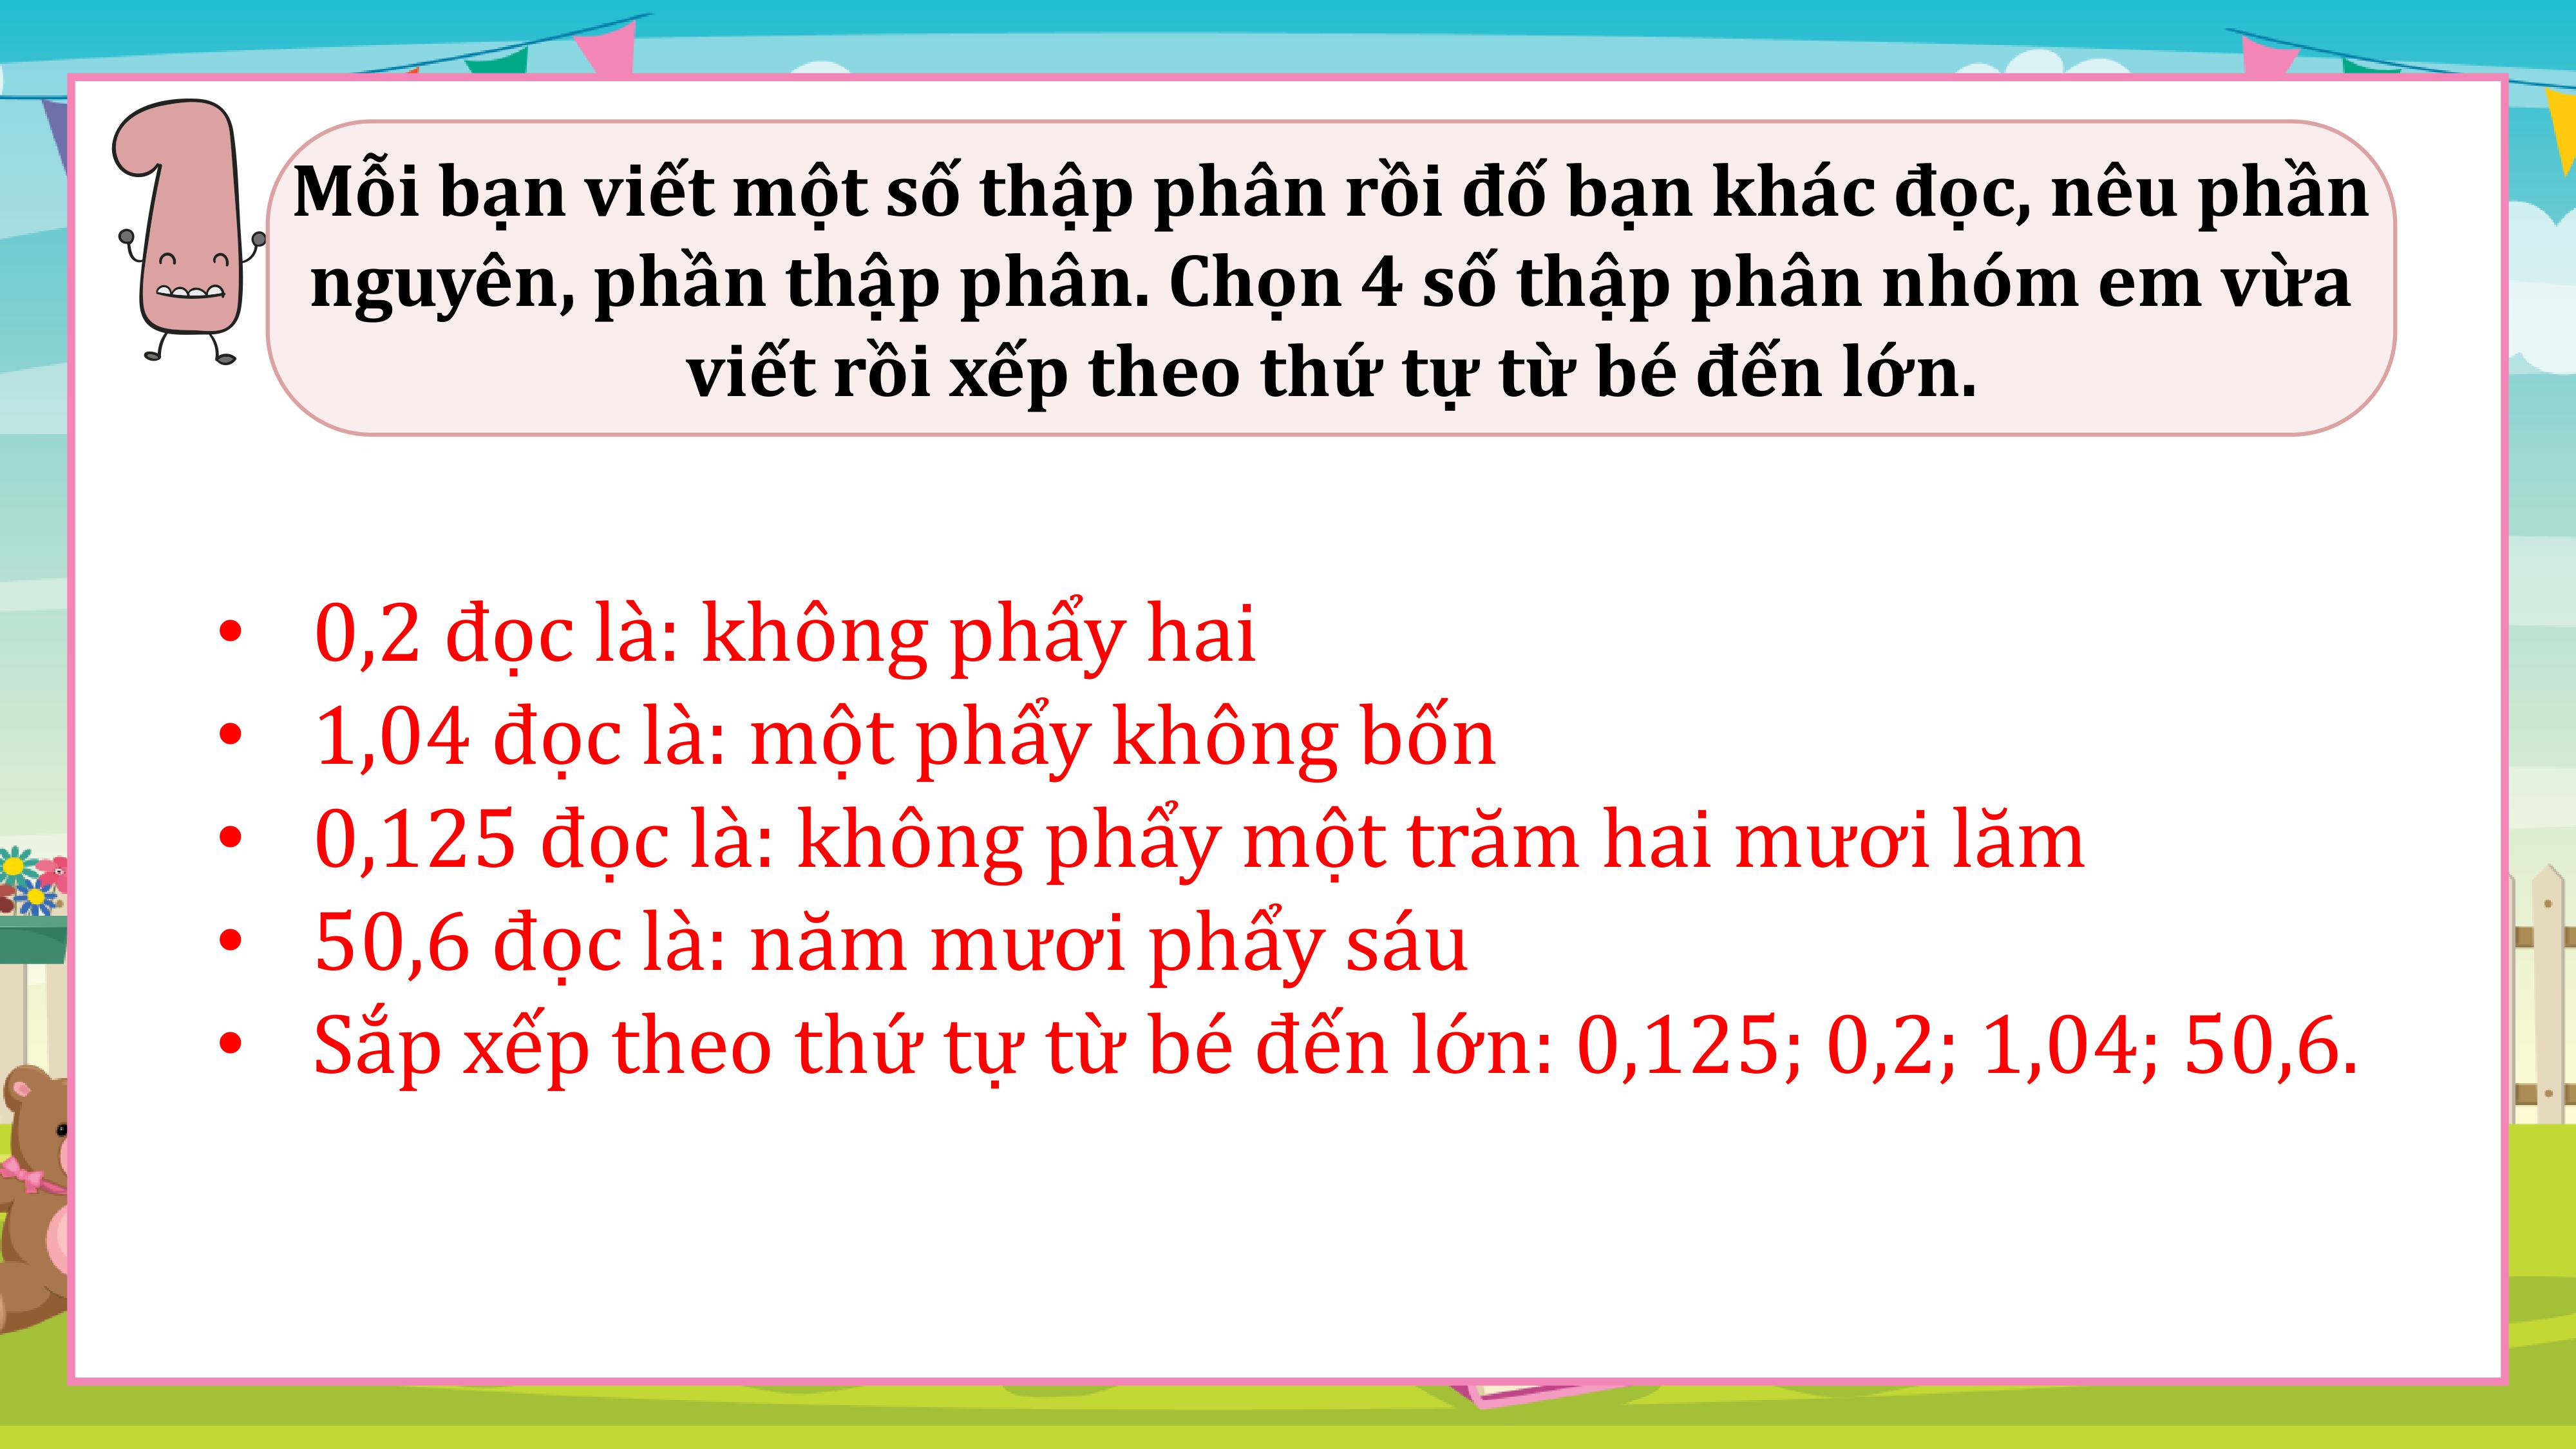 Mỗi bạn viết một số thập phân rồi đố bạn khác đọc, nêu phần
nguyên, phần thập phân. Chọn 4 số thập phân nhóm em vừa
viết rồi xếp theo thứ tự từ bé đến lớn.
• 0,2 đọc là: không phẩy hai
• 1,04 đọc là: một phẩy không bốn
• 0,125 đọc là: không phẩy một trăm hai mươi lăm
• 50,6 đọc là: năm mươi phẩy sáu
• Sắp xếp theo thứ tự từ bé đến lớn: 0,125; 0,2; 1,04; 50,6.